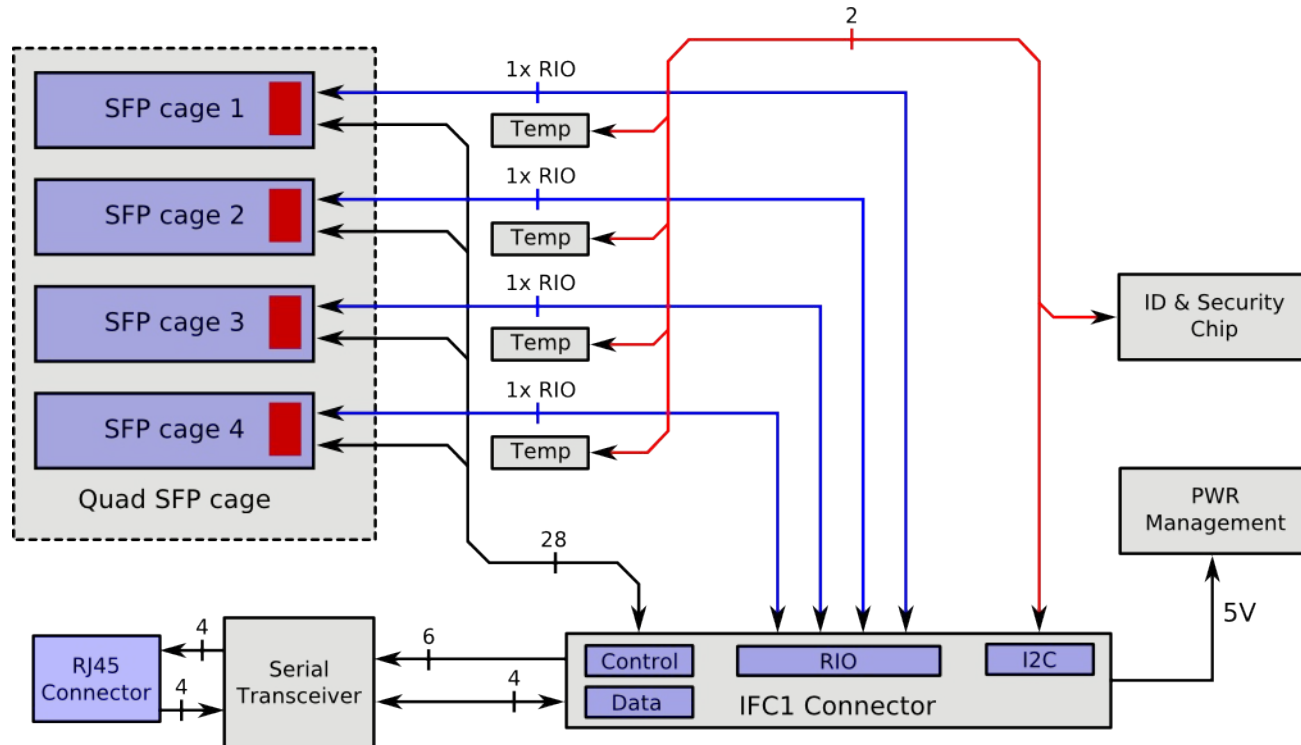 2
SFP cage 1
1x RIO
Temp
SFP cage 2
1x RIO
Temp
SFP cage 3
1x RIO
Temp
SFP cage 4
1x RIO
Temp
Quad SFP cage
ID & Security
Chip
PWR
Management
28
5V
RJ45
Connector
4
4
Serial
Transceiver
6
4
Control
Data
RIO
I2C
IFC1 Connector